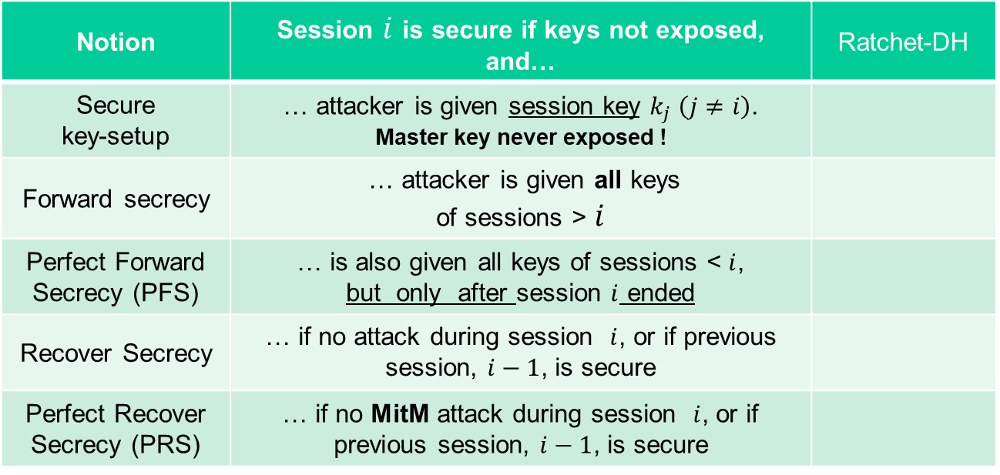 Notion
Session i is secure if keys not exposed,
and…
Ratchet-DH
Secure
key-setup
… attacker is given session key kⱼ (j ≠ i).
Master key never exposed !
Forward secrecy
… attacker is given all keys
of sessions > i
Perfect Forward
Secrecy (PFS)
… is also given all keys of sessions < i,
but only after session i ended
Recover Secrecy
… if no attack during session i, or if previous
session, i − 1, is secure
Perfect Recover
Secrecy (PRS)
… if no MitM attack during session i, or if
previous session, i − 1, is secure